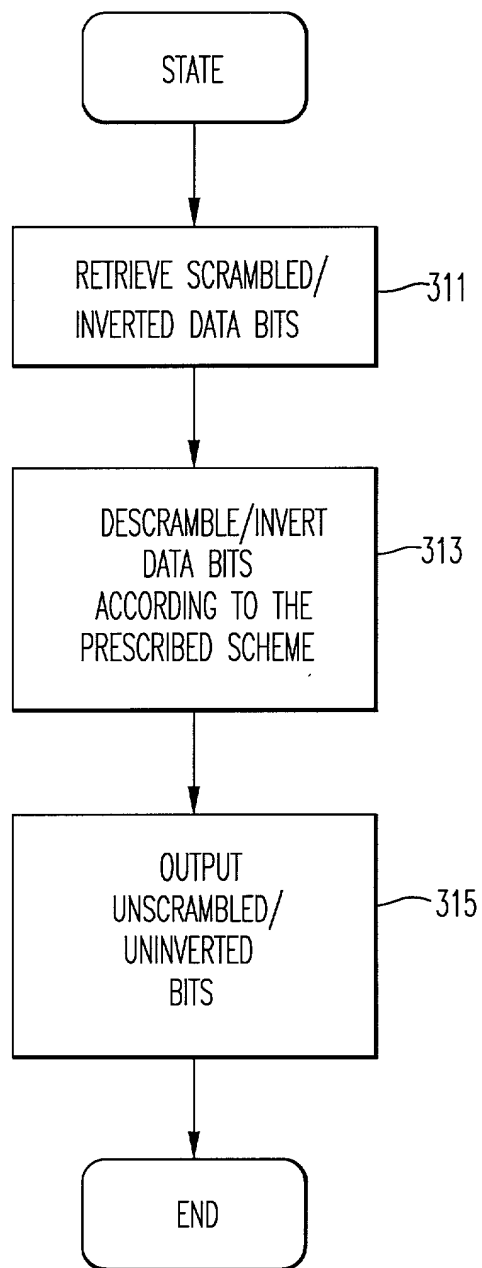 STATE
RETRIEVE SCRAMBLED/
INVERTED DATA BITS
311
DESCRAMBLE/INVERT
DATA BITS
ACCORDING TO THE
PRESCRIBED SCHEME
313
OUTPUT
UNSCRAMBLED/
UNINVERTED
BITS
315
END